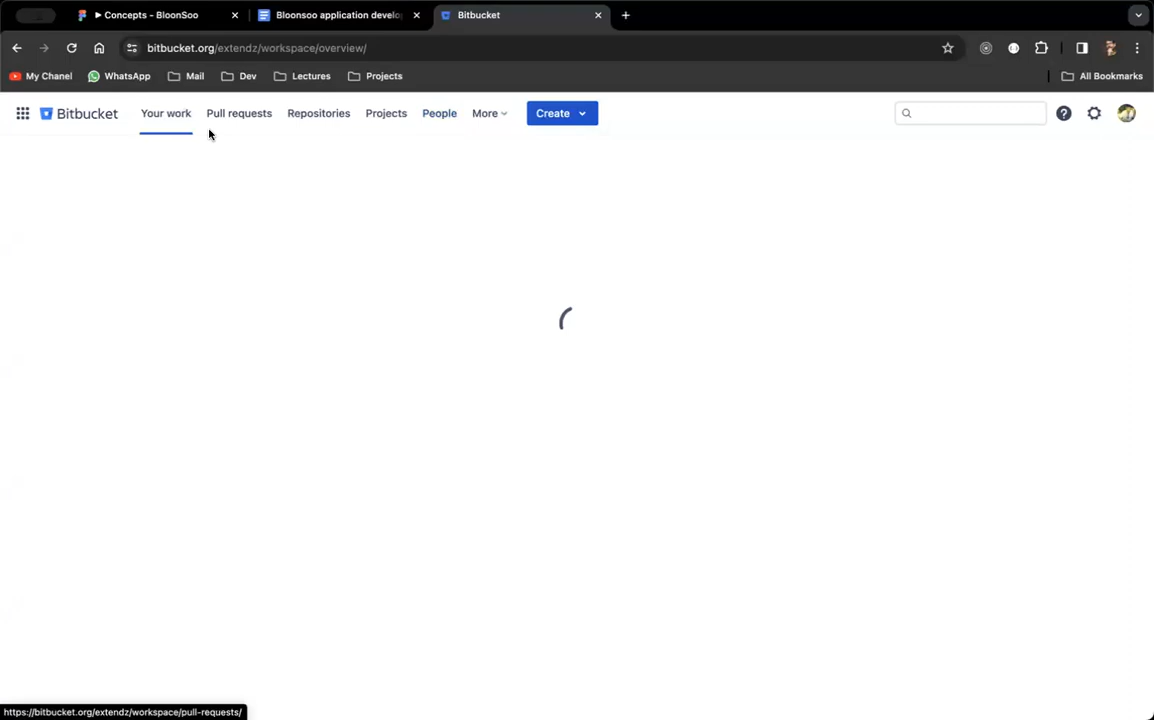 Concepts - BloonSoo
Bloonsoo application develo
Bitbucket
bitbucket.org/extendz/workspace/overview/
My Chanel WhatsApp Mail Dev Lectures Projects All Bookmarks
Bitbucket Your work Pull requests Repositories Projects People More Create
https://bitbucket.org/extendz/workspace/pull-requests/